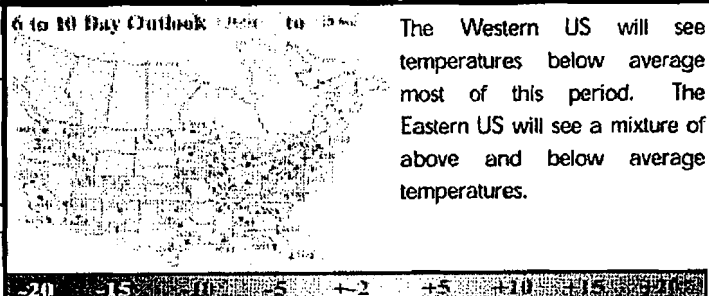 6 to 10 Day Outlook to
The Western US will see
temperatures below average
most of this period. The
Eastern US will see a mixture of
above and below average
temperatures.
-20 -15 -10 -5 +-2 +5 +10 +15 +20